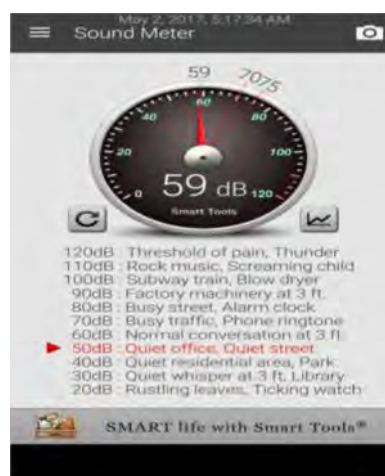 May 2, 2017, 5:17:34 AM
Sound Meter
59 70 75
0 20 40 60 80 100 120
59 dB
Smart Tools
120dB : Threshold of pain, Thunder
110dB : Rock music, Screaming child
100dB : Subway train, Blow dryer
90dB : Factory machinery at 3 ft.
80dB : Busy street, Alarm clock
70dB : Busy traffic, Phone ringtone
60dB : Normal conversation at 3 ft.
50dB : Quiet office, Quiet street
40dB : Quiet residential area, Park
30dB : Quiet whisper at 3 ft, Library
20dB : Rustling leaves, Ticking watch
SMART life with Smart Tools®